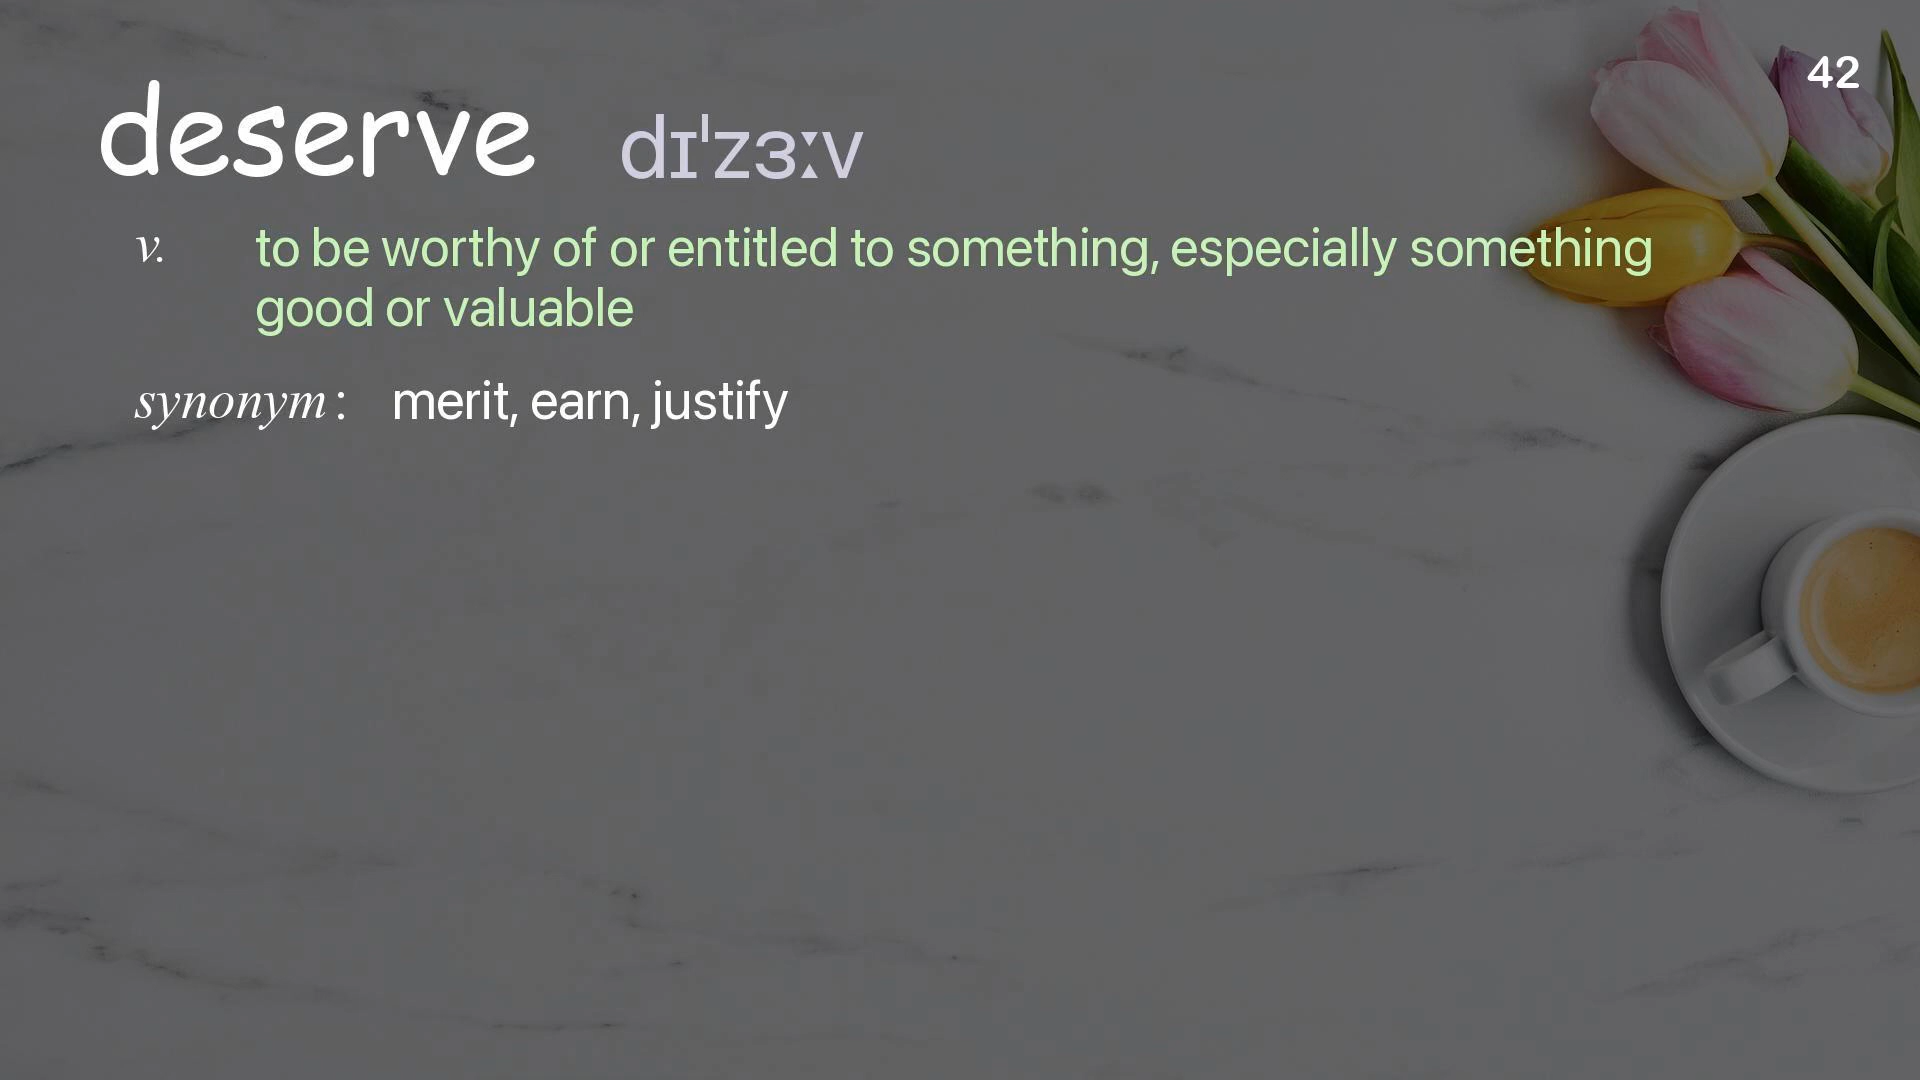 42
deserve dɪˈzɜːv
v. to be worthy of or entitled to something, especially something
good or valuable
synonym : merit, earn, justify